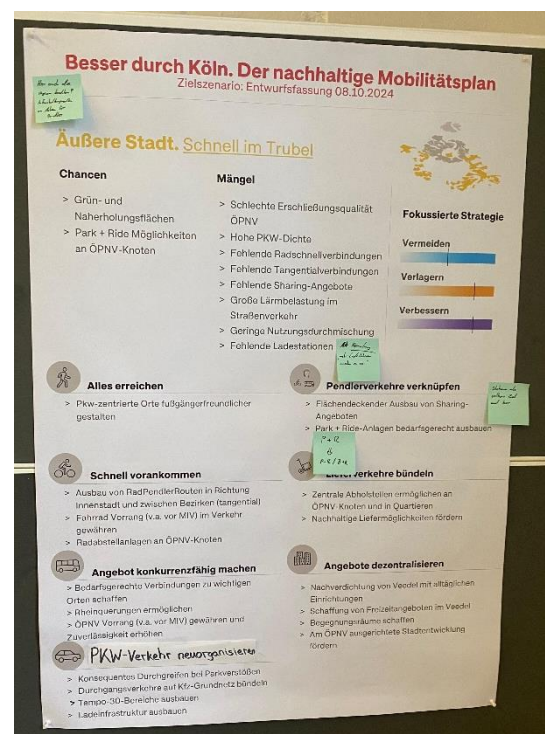 Besser durch Köln. Der nachhaltige Mobilitätsplan
Zielszenario: Entwurfsfassung 08.10.2024
Äußere Stadt. Schnell im Trubel
Chancen
> Grün- und
Naherholungsflächen
> Park + Ride Möglichkeiten
an ÖPNV-Knoten
Mängel
> Schlechte Erschließungsqualität
ÖPNV
> Hohe PKW-Dichte
> Fehlende Radschnellverbindungen
> Fehlende Tangentialverbindungen
> Fehlende Sharing-Angebote
> Große Lärmbelastung im
Straßenverkehr
> Geringe Nutzungsdurchmischung
> Fehlende Ladestationen
Fokussierte Strategie
Vermeiden
Verlagern
Verbessern
Alles erreichen
> Pkw-zentrierte Orte fußgängerfreundlicher
gestalten
Pendlerverkehre verknüpfen
> Flächendeckender Ausbau von Sharing-
Angeboten
> Park + Ride-Anlagen bedarfsgerecht ausbauen
P+R
Schnell vorankommen
> Ausbau von RadPendlerRouten in Richtung
Innenstadt und zwischen Bezirken (tangential)
> Fahrrad Vorrang (v.a. vor MIV) im Verkehr
gewähren
> Radabstellanlagen an ÖPNV-Knoten
Lieferverkehre bündeln
> Zentrale Abholstellen ermöglichen an
ÖPNV-Knoten und in Quartieren
> Nachhaltige Liefermöglichkeiten fördern
Angebot konkurrenzfähig machen
> Bedarfsgerechte Verbindungen zu wichtigen
Orten schaffen
> Rheinquerungen ermöglichen
> ÖPNV Vorrang (v.a. vor MIV) gewähren und
Zuverlässigkeit erhöhen
Angebote dezentralisieren
> Nachverdichtung von Veedel mit alltäglichen
Einrichtungen
> Schaffung von Freizeitangeboten im Veedel
> Begegnungsräume schaffen
> Am ÖPNV ausgerichtete Stadtentwicklung
fördern
PKW-Verkehr neuorganisieren
> Konsequentes Durchgreifen bei Parkverstößen
> Durchgangsverkehre auf Kfz-Grundnetz bündeln
> Tempo-30-Bereiche ausbauen
> Ladeinfrastruktur ausbauen